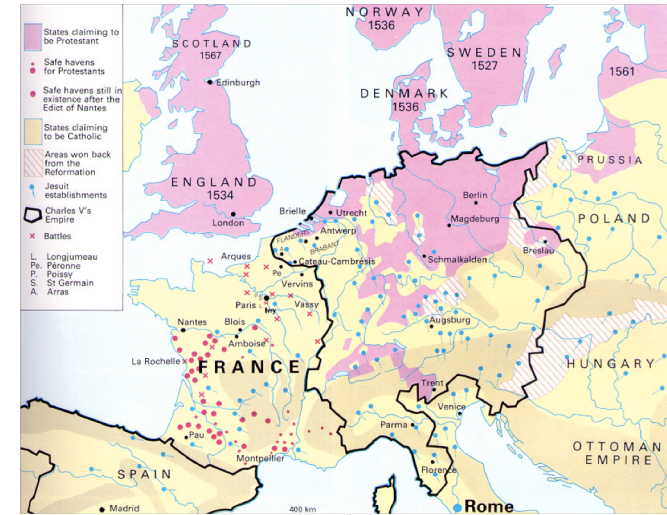 States claiming to
be Protestant
Safe havens
for Protestants
Safe havens still in
existence after the
Edict of Nantes
States claiming
to be Catholic
Areas won back
from the
Reformation
Jesuit
establishments
Charles V's
Empire
Battles
L. Longjumeau
Pe. Péronne
P. Poissy
S. St Germain
A. Arras
NORWAY
1536
SCOTLAND
1567
SWEDEN
1527
1561
Edinburgh
DENMARK
1536
PRUSSIA
ENGLAND
1534
Berlin
London
Brielle
Utrecht
Magdeburg
POLAND
FLANDERS
Antwerp
BRABANT
Breslau
Arques
A
Cateau-Cambrésis
Schmalkalden
Pe
Vervins
Paris
Ivry
Vassy
Nantes
Blois
Augsburg
Amboise
La Rochelle
FRANCE
HUNGARY
Trent
Venice
Pau
Parma
Montpellier
Florence
OTTOMAN
EMPIRE
SPAIN
Madrid
400 km
Rome